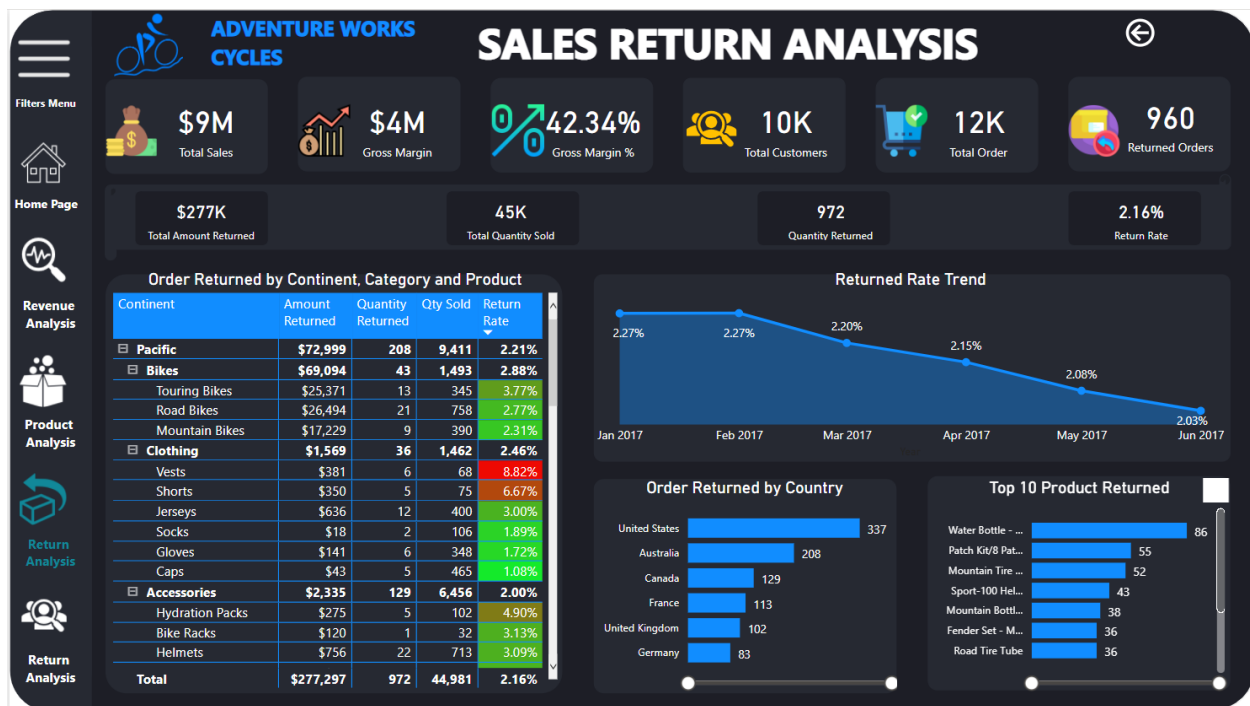 ADVENTURE WORKS
CYCLES
SALES RETURN ANALYSIS
Filters Menu
Home Page
Revenue
Analysis
Product
Analysis
Return
Analysis
Return
Analysis
$9M
Total Sales
$4M
Gross Margin
42.34%
Gross Margin %
10K
Total Customers
12K
Total Order
960
Returned Orders
$277K
Total Amount Returned
45K
Total Quantity Sold
972
Quantity Returned
2.16%
Return Rate
Order Returned by Continent, Category and Product
Continent Amount Returned Quantity Returned Qty Sold Return Rate
Pacific $72,999 208 9,411 2.21%
Bikes $69,094 43 1,493 2.88%
Touring Bikes $25,371 13 345 3.77%
Road Bikes $26,494 21 758 2.77%
Mountain Bikes $17,229 9 390 2.31%
Clothing $1,569 36 1,462 2.46%
Vests $381 6 68 8.82%
Shorts $350 5 75 6.67%
Jerseys $636 12 400 3.00%
Socks $18 2 106 1.89%
Gloves $141 6 348 1.72%
Caps $43 5 465 1.08%
Accessories $2,335 129 6,456 2.00%
Hydration Packs $275 5 102 4.90%
Bike Racks $120 1 32 3.13%
Helmets $756 22 713 3.09%
Total $277,297 972 44,981 2.16%
Returned Rate Trend
2.27% 2.27% 2.20% 2.15% 2.08% 2.03%
Jan 2017 Feb 2017 Mar 2017 Apr 2017 May 2017 Jun 2017
Order Returned by Country
United States 337
Australia 208
Canada 129
France 113
United Kingdom 102
Germany 83
Top 10 Product Returned
Water Bottle - ... 86
Patch Kit/8 Pat... 55
Mountain Tire ... 52
Sport-100 Hel... 43
Mountain Bottl... 38
Fender Set - M... 36
Road Tire Tube 36